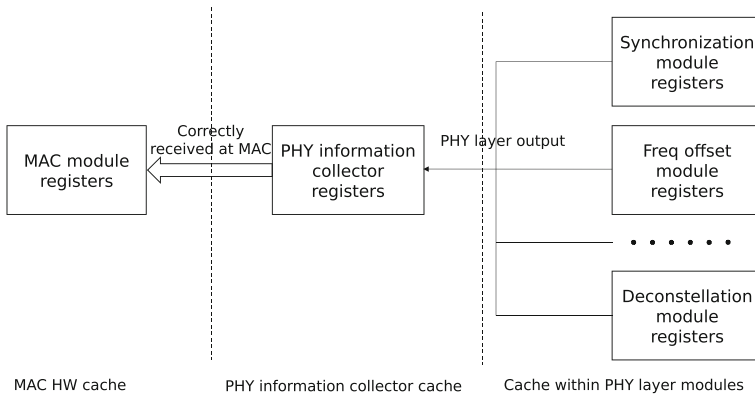 Synchronization
module
registers
Correctly
received at MAC
PHY layer output
MAC module
registers
PHY information
collector
registers
Freq offset
module
registers
Deconstellation
module
registers
MAC HW cache
PHY information collector cache
Cache within PHY layer modules